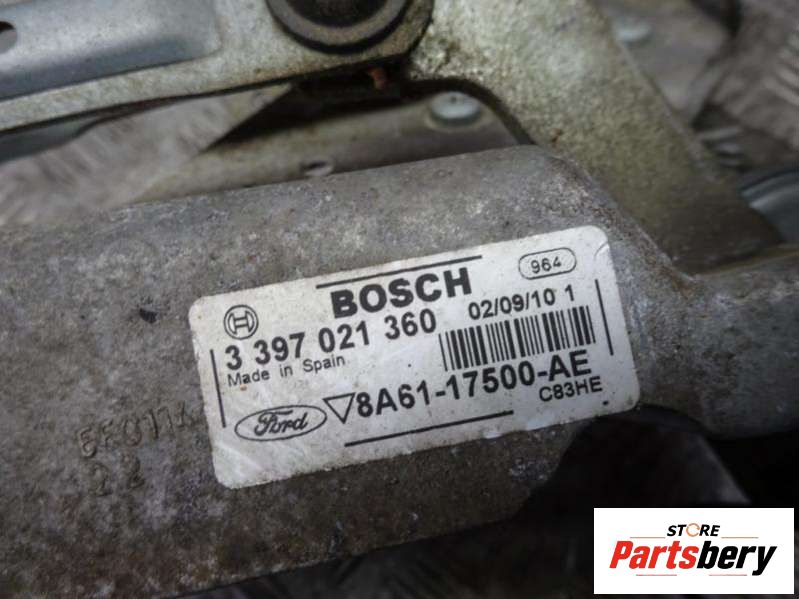 964
BOSCH
02/09/10 1
3 397 021 360
Made in Spain
Ford ▽8A61-17500-AE
C83HE
22
STORE
Partsbery